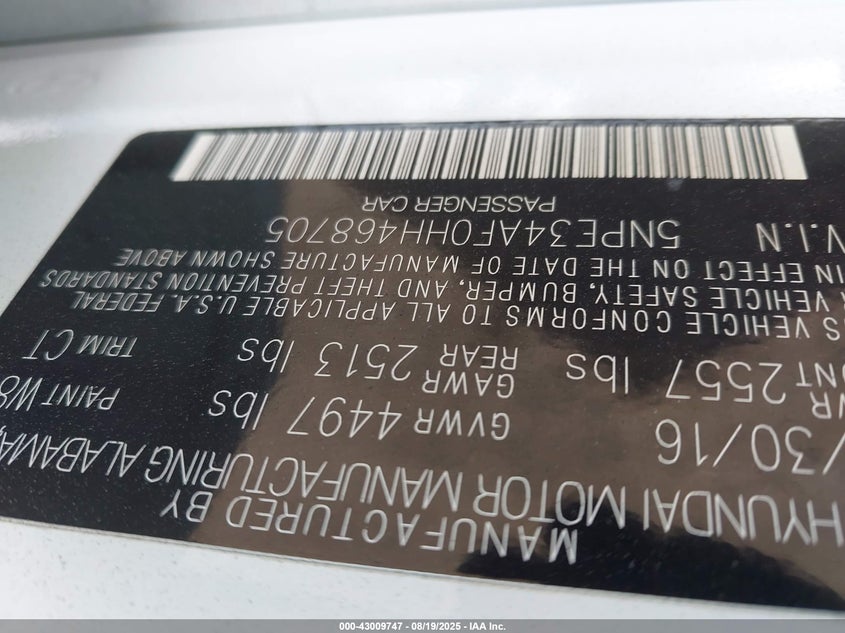 MANUFACTURED BY
HYUNDAI MOTOR MANUFACTURING ALABAMA,
/30/16 GVWR 4497 lbs PAINT W8
2557 lbs GAWR REAR 2513 lbs TRIM CT
VEHICLE CONFORMS TO ALL APPLICABLE U.S.A. FEDERAL
VEHICLE SAFETY, BUMPER, AND THEFT PREVENTION STANDARDS
IN EFFECT ON THE DATE OF MANUFACTURE SHOWN ABOVE
V.I.N 5NPE34AF0HH468705
PASSENGER CAR
000-43009747 — 08/19/2025 — IAA Inc.